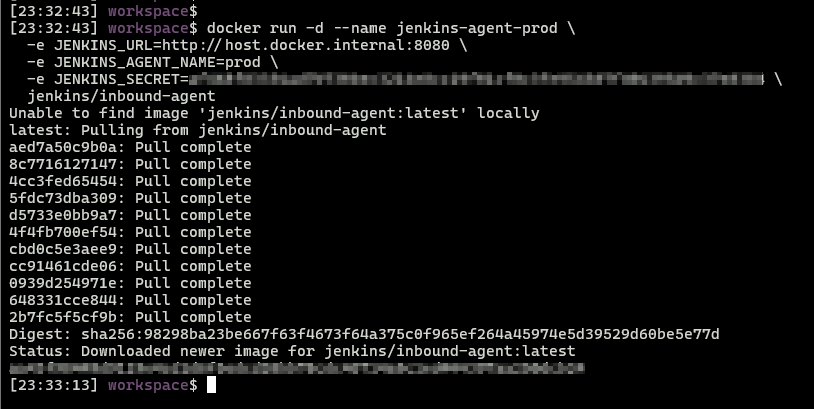 [23:32:43] workspace$
[23:32:43] workspace$ docker run -d --name jenkins-agent-prod \
-e JENKINS_URL=http://host.docker.internal:8080 \
-e JENKINS_AGENT_NAME=prod \
-e JENKINS_SECRET= \
jenkins/inbound-agent
Unable to find image 'jenkins/inbound-agent:latest' locally
latest: Pulling from jenkins/inbound-agent
aed7a50c9b0a: Pull complete
8c7716127147: Pull complete
4cc3fed65454: Pull complete
5fdc73dba309: Pull complete
d5733e0bb9a7: Pull complete
4f4fb700ef54: Pull complete
cbd0c5e3aee9: Pull complete
cc91461cde06: Pull complete
0939d254971e: Pull complete
648331cce844: Pull complete
2b7fc5f5cf9b: Pull complete
Digest: sha256:98298ba23be667f63f4673f64a375c0f965ef264a45974e5d39529d60be5e77d
Status: Downloaded newer image for jenkins/inbound-agent:latest
[23:33:13] workspace$